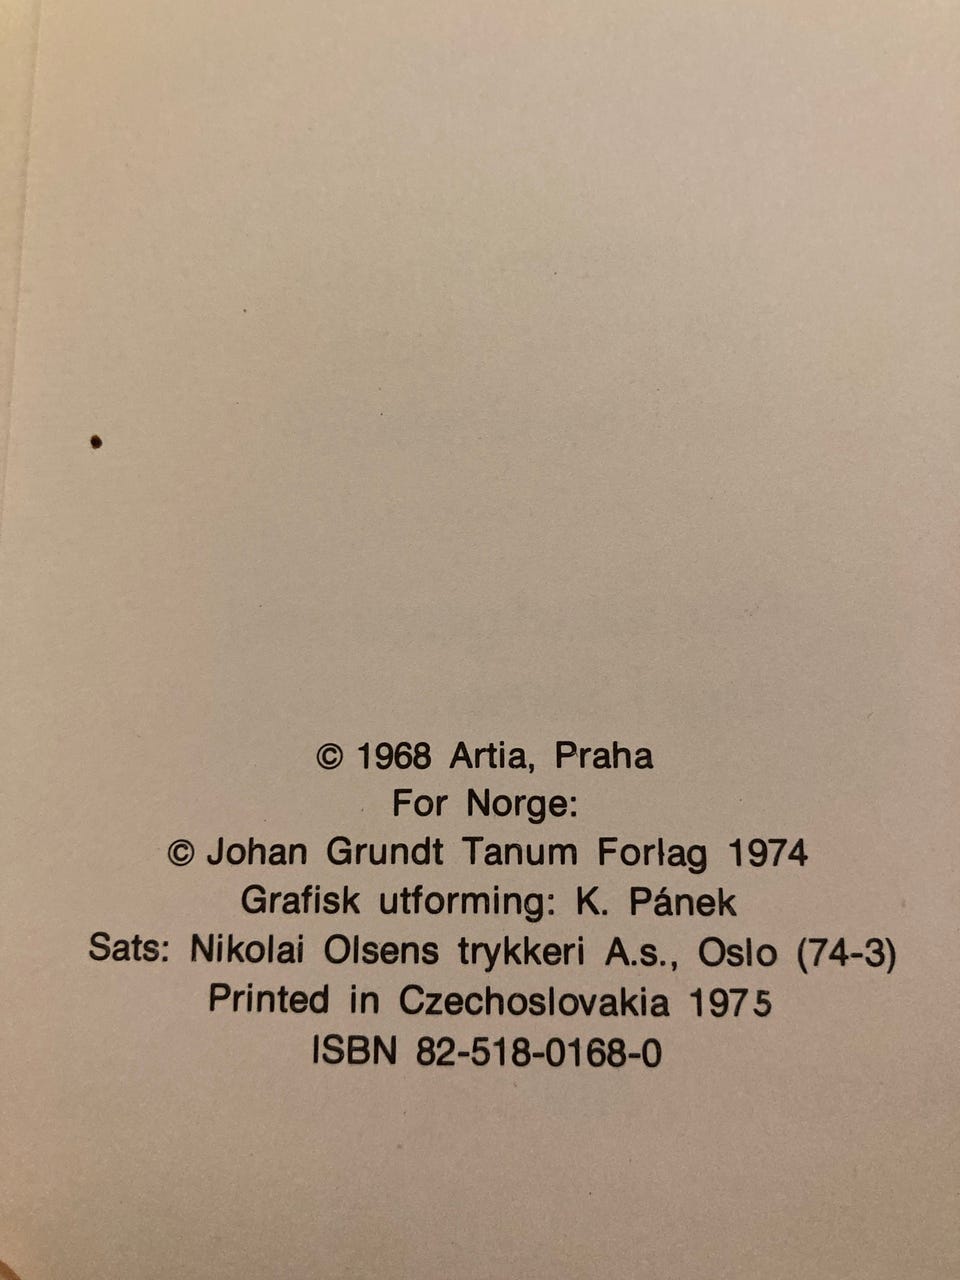 © 1968 Artia, Praha
For Norge:
© Johan Grundt Tanum Forlag 1974
Grafisk utforming: K. Pánek
Sats: Nikolai Olsens trykkeri A.s., Oslo (74-3)
Printed in Czechoslovakia 1975
ISBN 82-518-0168-0